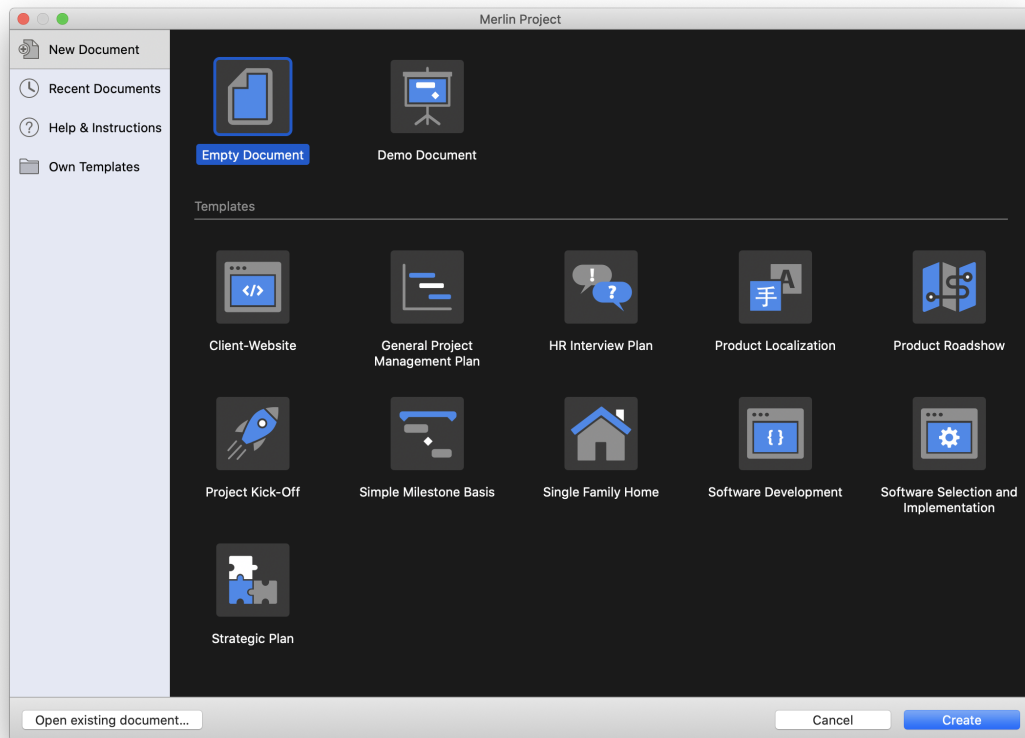 Merlin Project
New Document
Recent Documents
Help & Instructions
Own Templates
Empty Document
Demo Document
Templates
</>
! ?
手 A
Client-Website
General Project
Management Plan
HR Interview Plan
Product Localization
Product Roadshow
{ }
Project Kick-Off
Simple Milestone Basis
Single Family Home
Software Development
Software Selection and
Implementation
Strategic Plan
Open existing document...
Cancel
Create